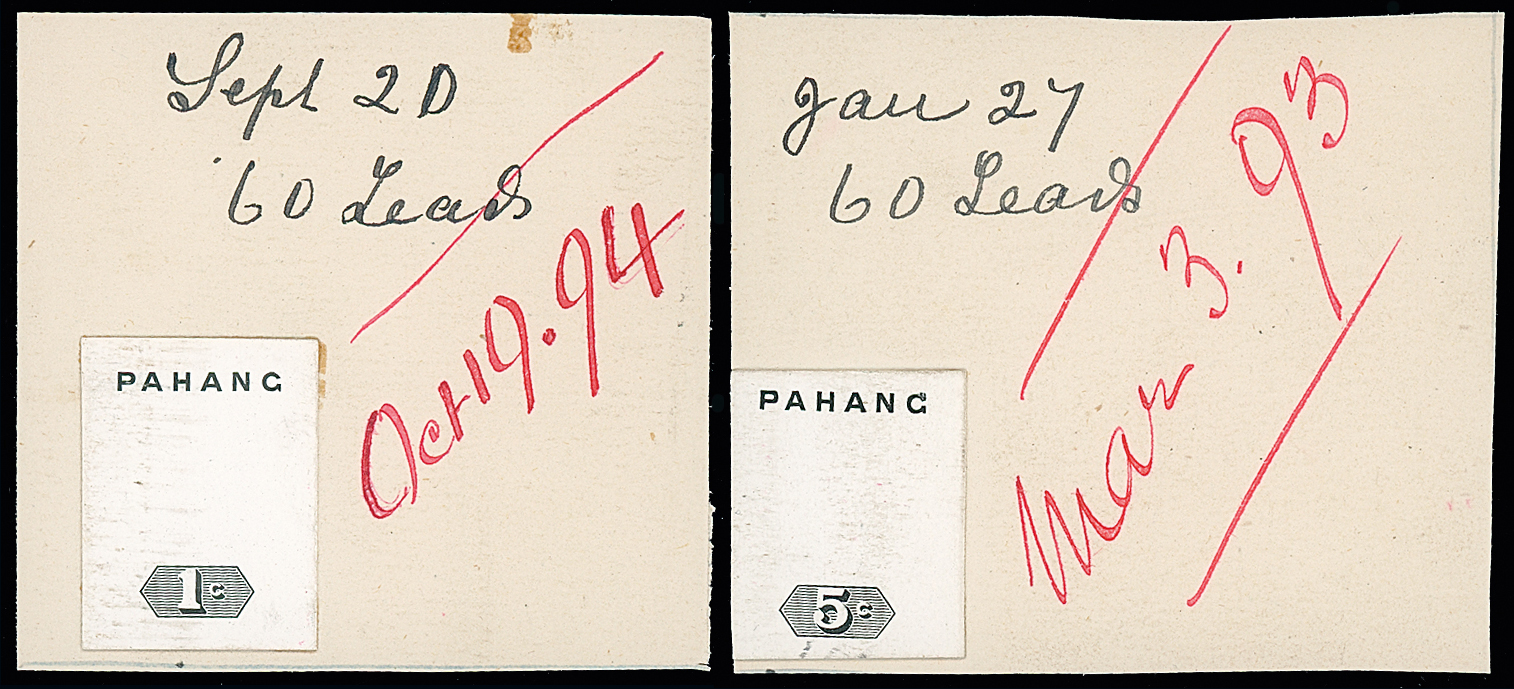 Sept 20
60 Leads
Oct 19. 94
PAHANG
1c
Jan 27
60 Leads
Mar 3. 93
PAHANG
5c